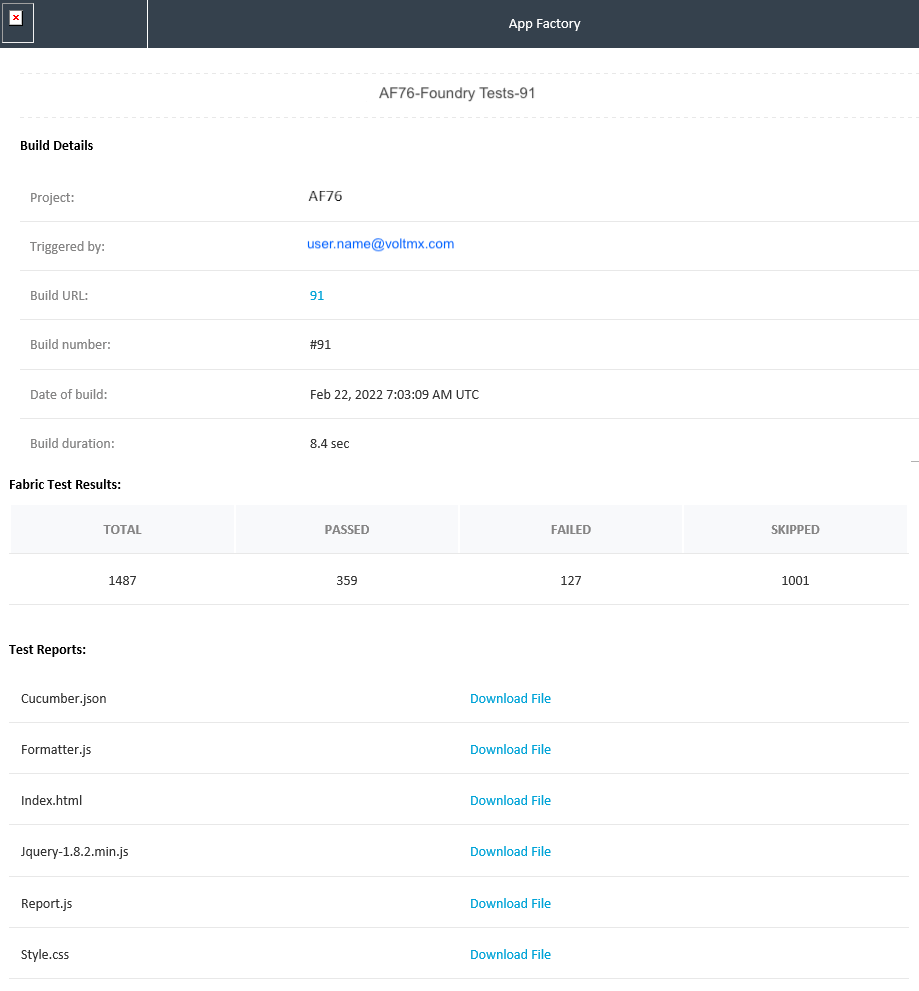 App Factory
AF76-Foundry Tests-91
Build Details
Project: AF76
Triggered by: user.name@voltmx.com
Build URL: 91
Build number: #91
Date of build: Feb 22, 2022 7:03:09 AM UTC
Build duration: 8.4 sec
Fabric Test Results:
TOTAL PASSED FAILED SKIPPED
1487 359 127 1001
Test Reports:
Cucumber.json Download File
Formatter.js Download File
Index.html Download File
Jquery-1.8.2.min.js Download File
Report.js Download File
Style.css Download File